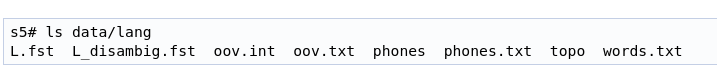 s5# ls data/lang
L.fst  L_disambig.fst  oov.int  oov.txt  phones  phones.txt  topo  words.txt